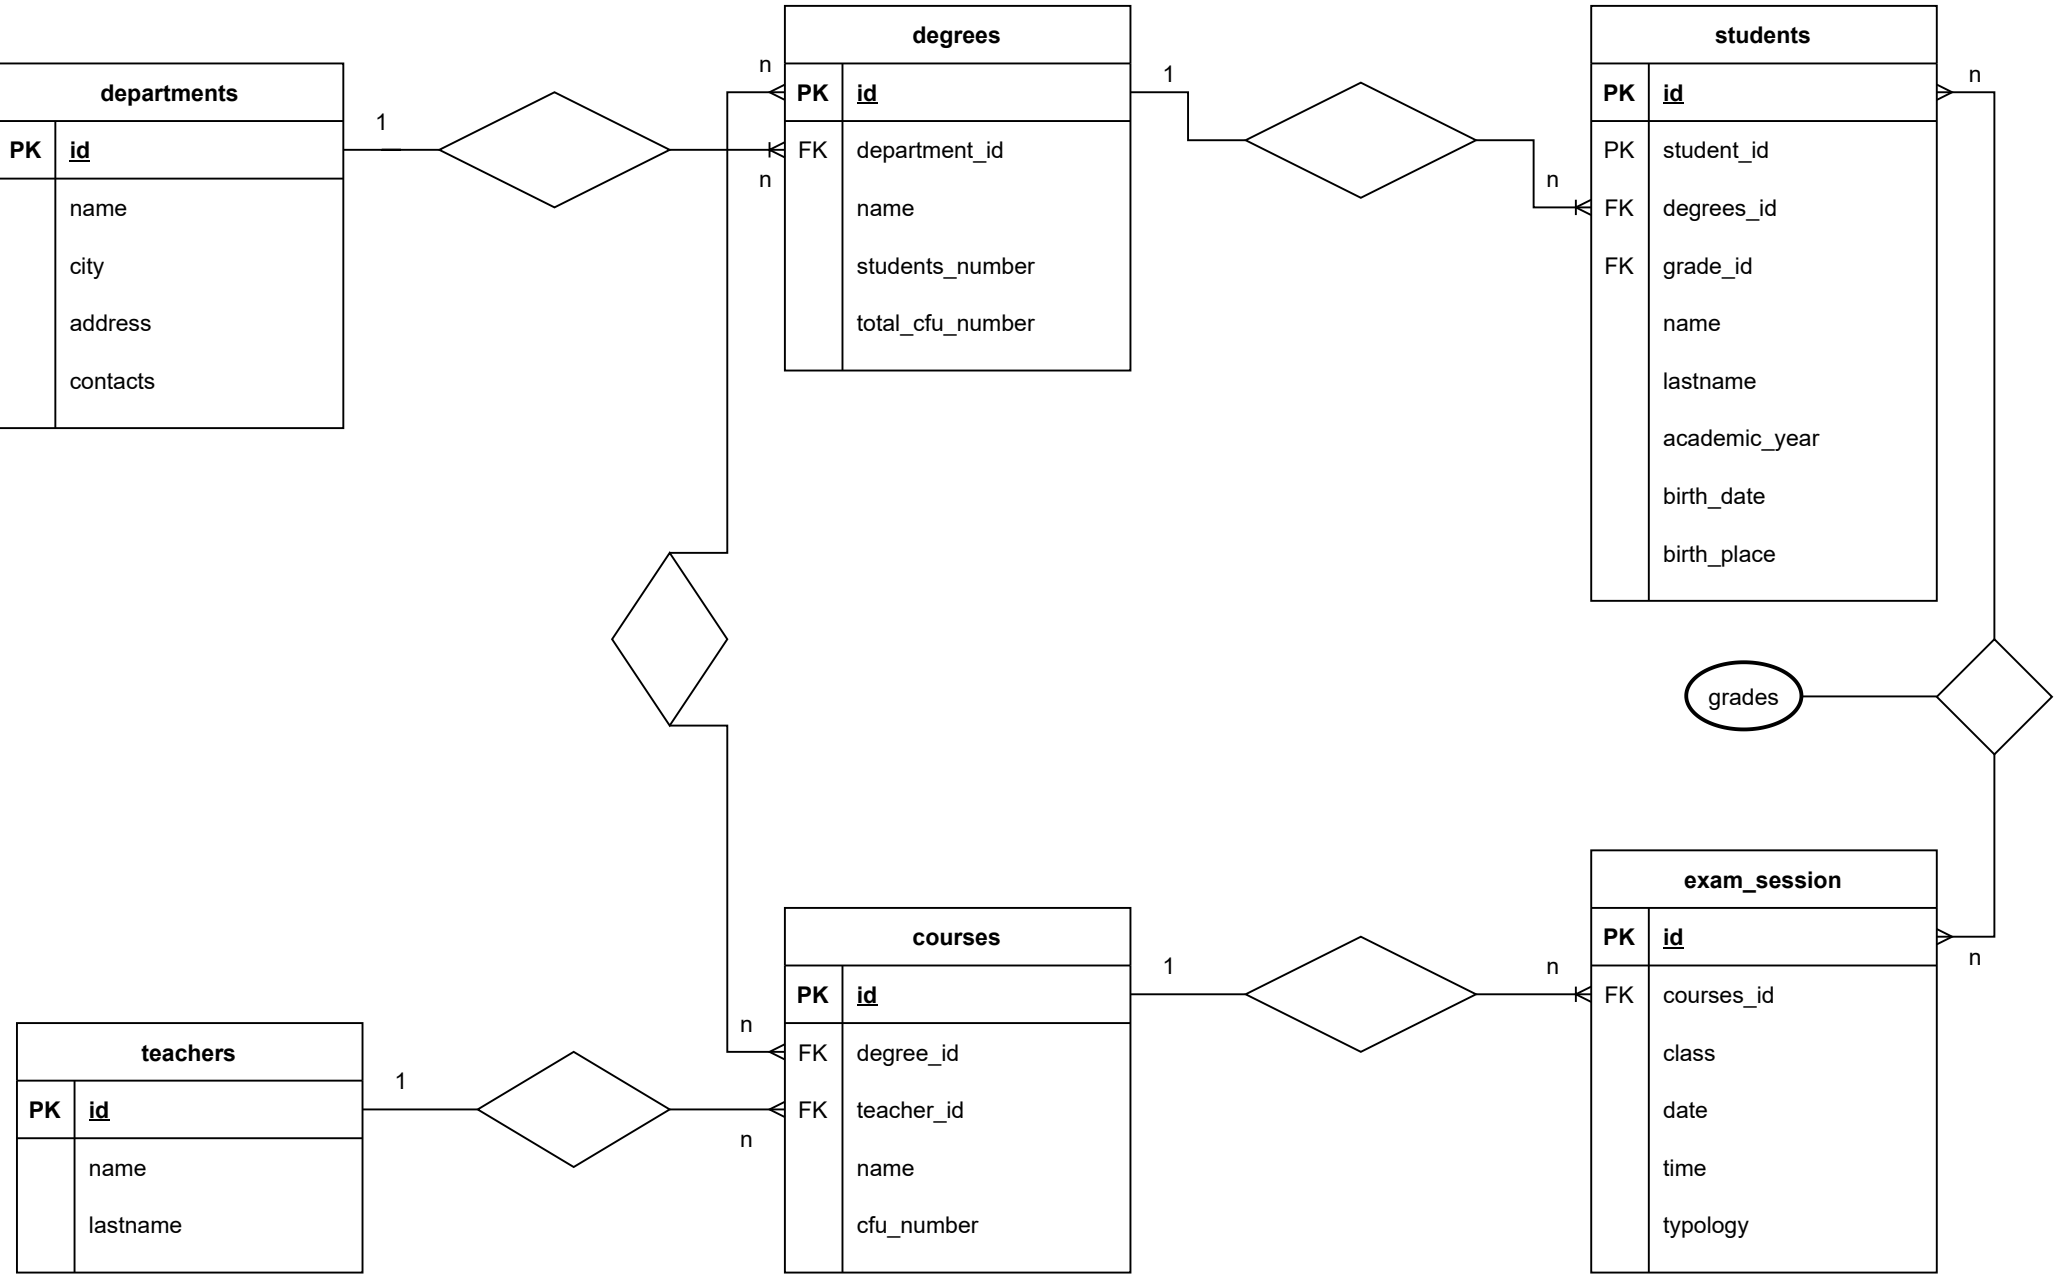 departments
PK id
name
city
address
contacts
1
n
n
degrees
PK id
FK department_id
name
students_number
total_cfu_number
1
n
students
PK id
PK student_id
FK degrees_id
FK grade_id
name
lastname
academic_year
birth_date
birth_place
n
grades
teachers
PK id
name
lastname
1
n
n
courses
PK id
FK degree_id
FK teacher_id
name
cfu_number
1
n
exam_session
PK id
FK courses_id
class
date
time
typology
n